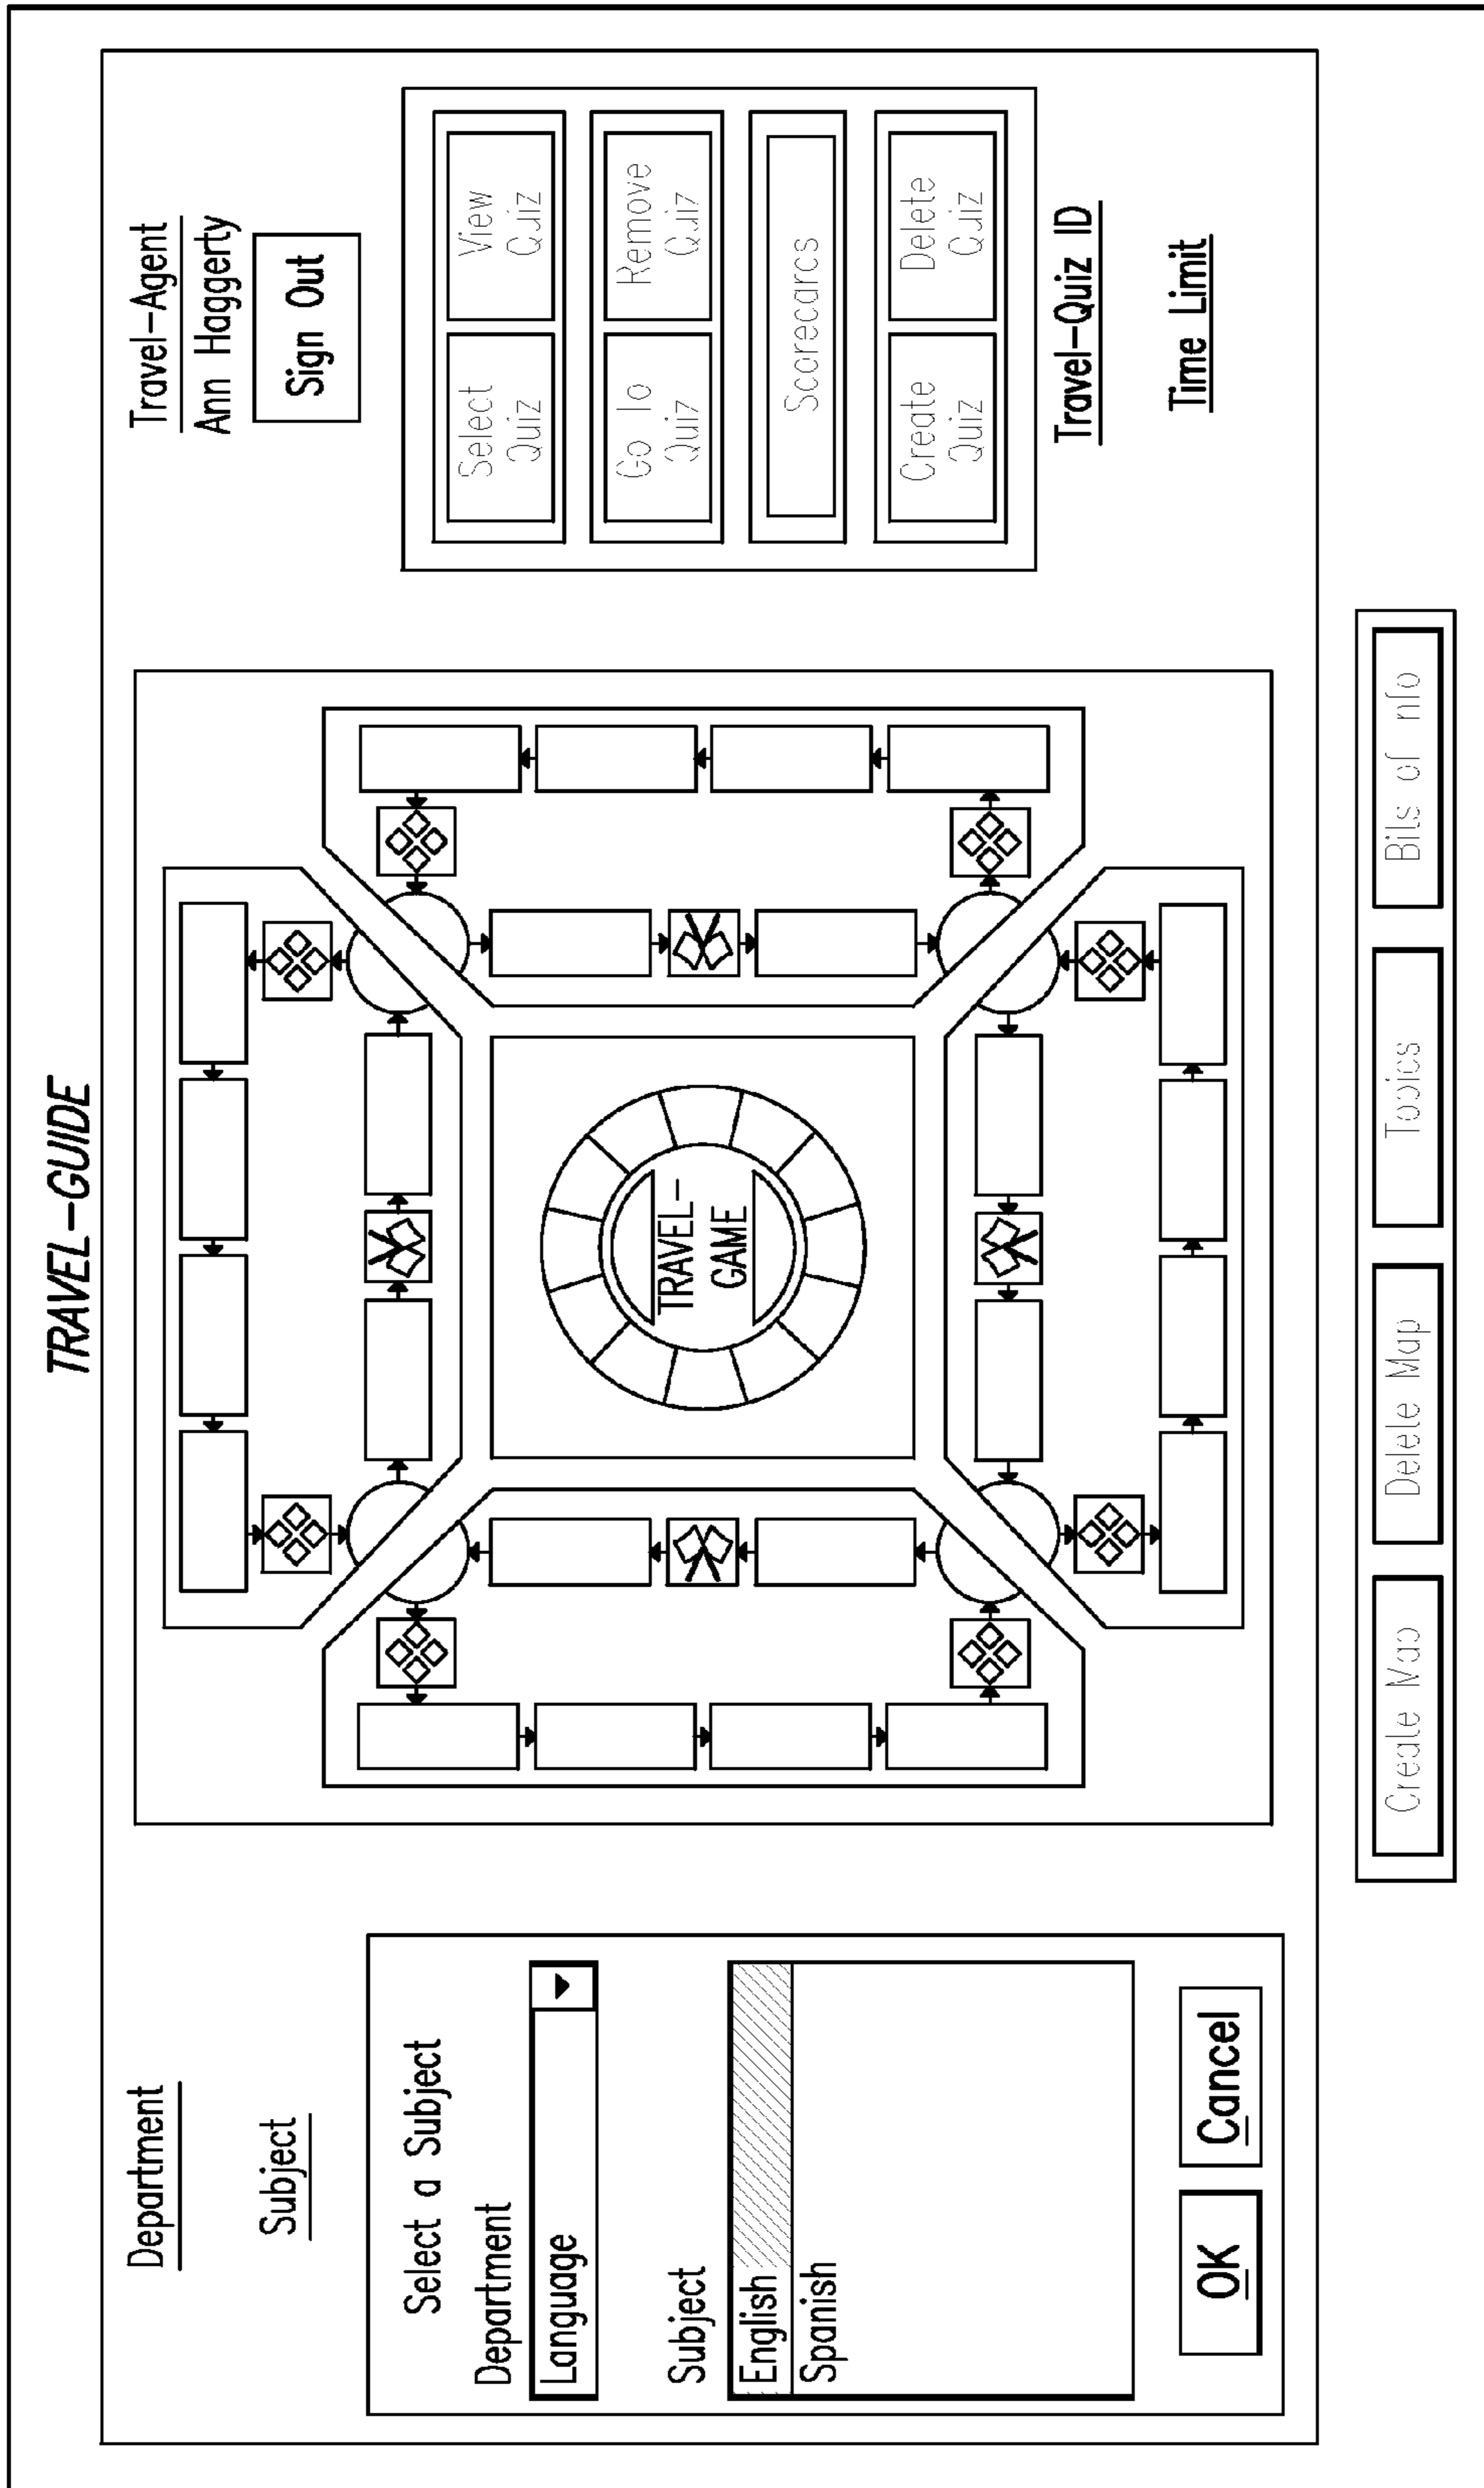 TRAVEL-GUIDE
Department
Subject
Select a Subject
Department
Language
Subject
English
Spanish
OK
Cancel
TRAVEL-
GAME
Travel-Agent
Ann Haggerty
Sign Out
Select
Quiz
View
Quiz
Go To
Quiz
Remove
Quiz
Scorecarcs
Create
Quiz
Delete
Quiz
Travel-Quiz ID
Time Limit
Create Map
Delete Map
Topics
Bits of nfo